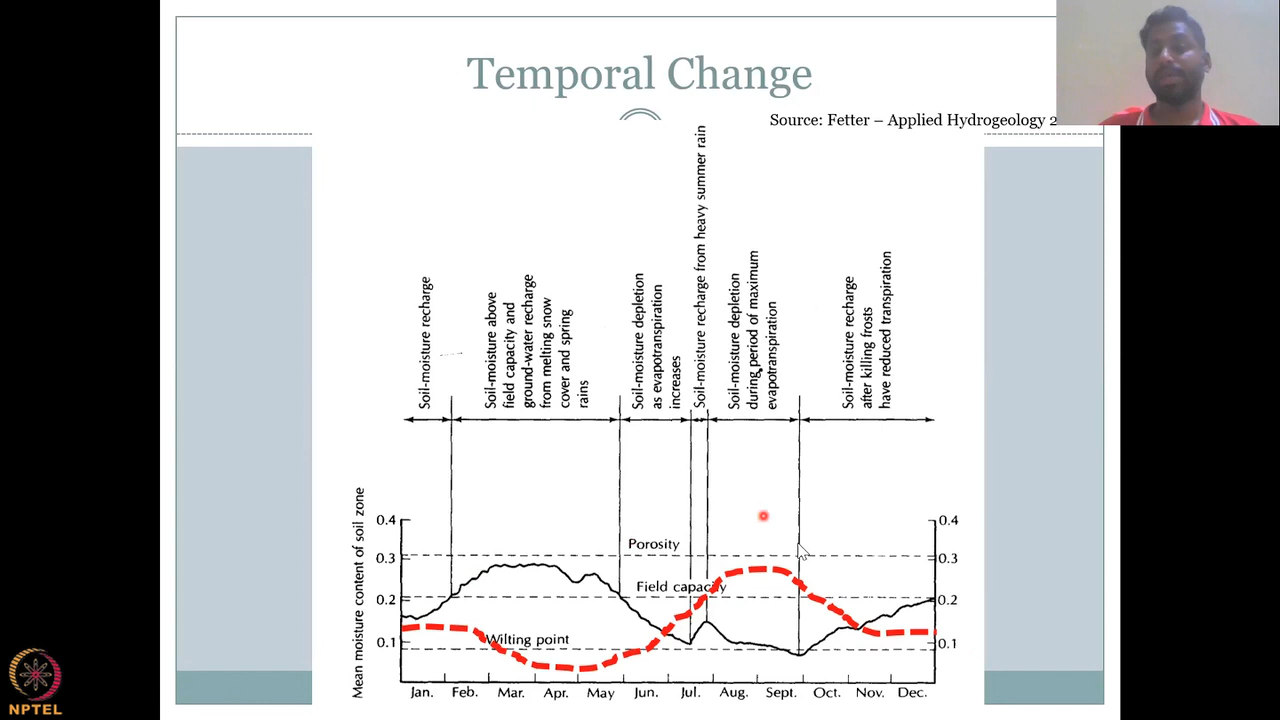 Temporal Change
Source: Fetter – Applied Hydrogeology 2
Soil-moisture recharge
Soil-moisture above
field capacity and
ground-water recharge
from melting snow
cover and spring
rains
Soil-moisture depletion
as evapotranspiration
increases
Soil-moisture recharge from heavy summer rain
Soil-moisture depletion
during period of maximum
evapotranspiration
Soil-moisture recharge
after killing frosts
have reduced transpiration
Mean moisture content of soil zone
0.4
0.3
0.2
0.1
Porosity
Field capacity
Wilting point
0.4
0.3
0.2
0.1
Jan. Feb. Mar. Apr. May Jun. Jul. Aug. Sept. Oct. Nov. Dec.
NPTEL